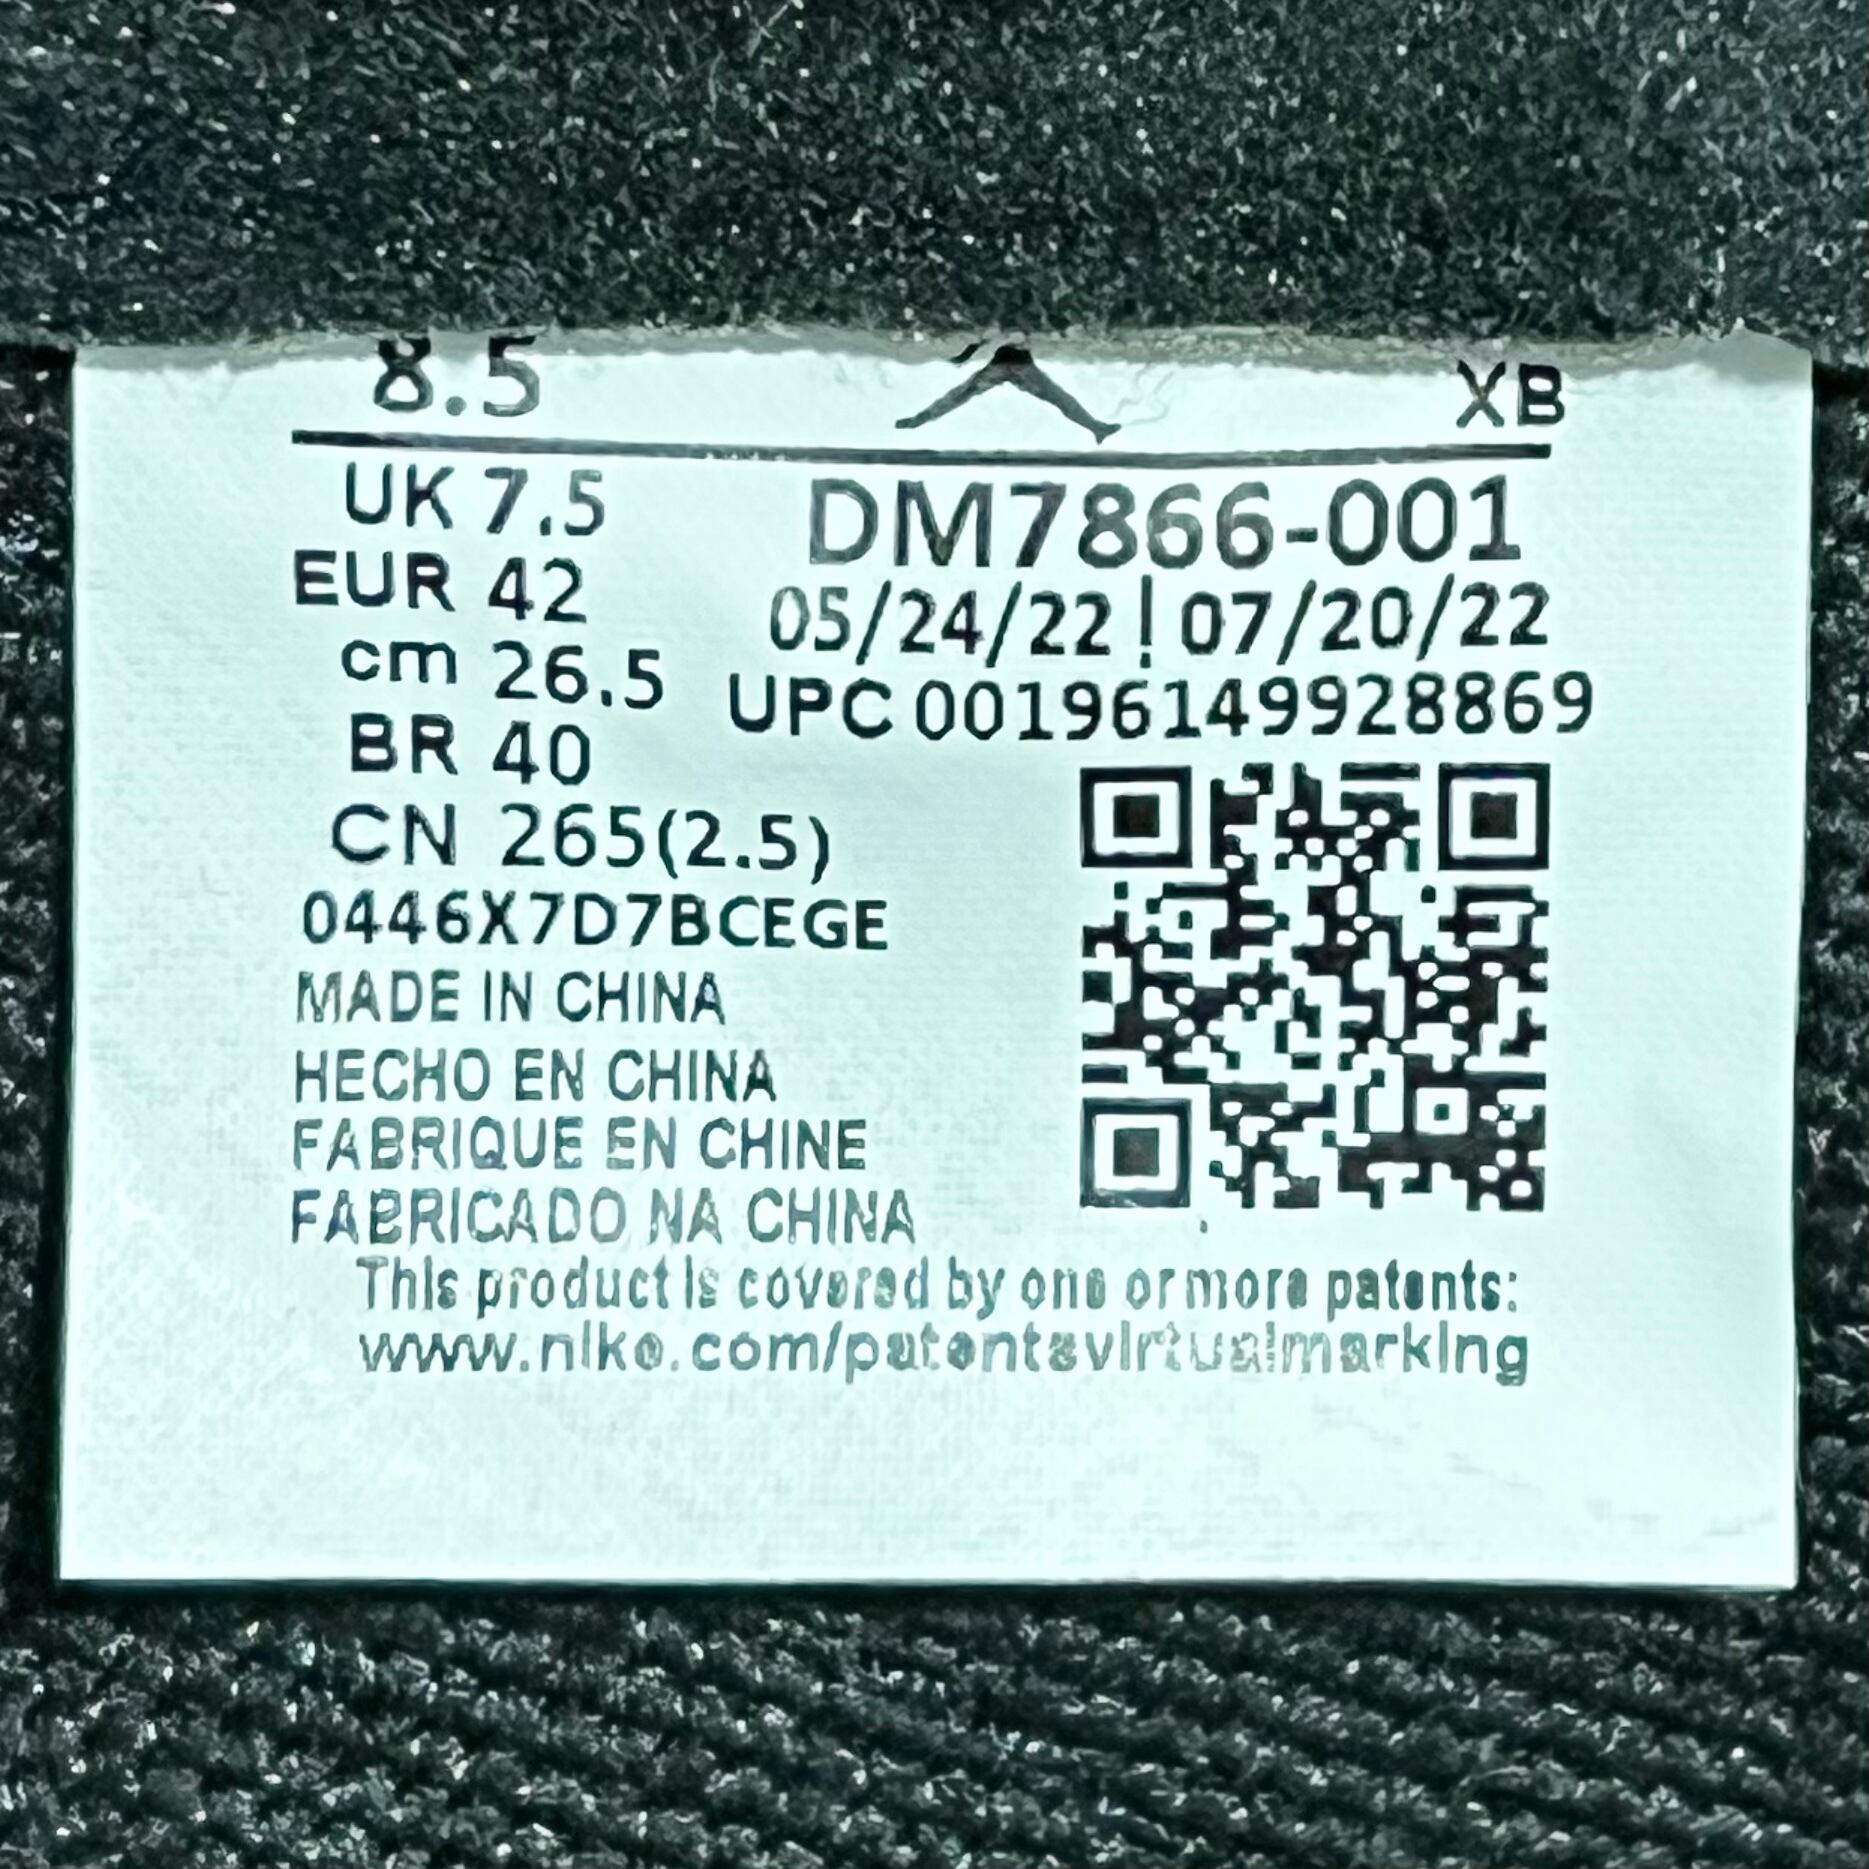 8.5 XB
UK 7.5
EUR 42
cm 26.5
BR 40
CN 265(2.5)
DM7866-001
05/24/22 | 07/20/22
UPC 00196149928869
0446X7D7BCEGE
MADE IN CHINA
HECHO EN CHINA
FABRIQUE EN CHINE
FABRICADO NA CHINA
This product is covered by one or more patents:
www.nike.com/patentsvirtualmarking